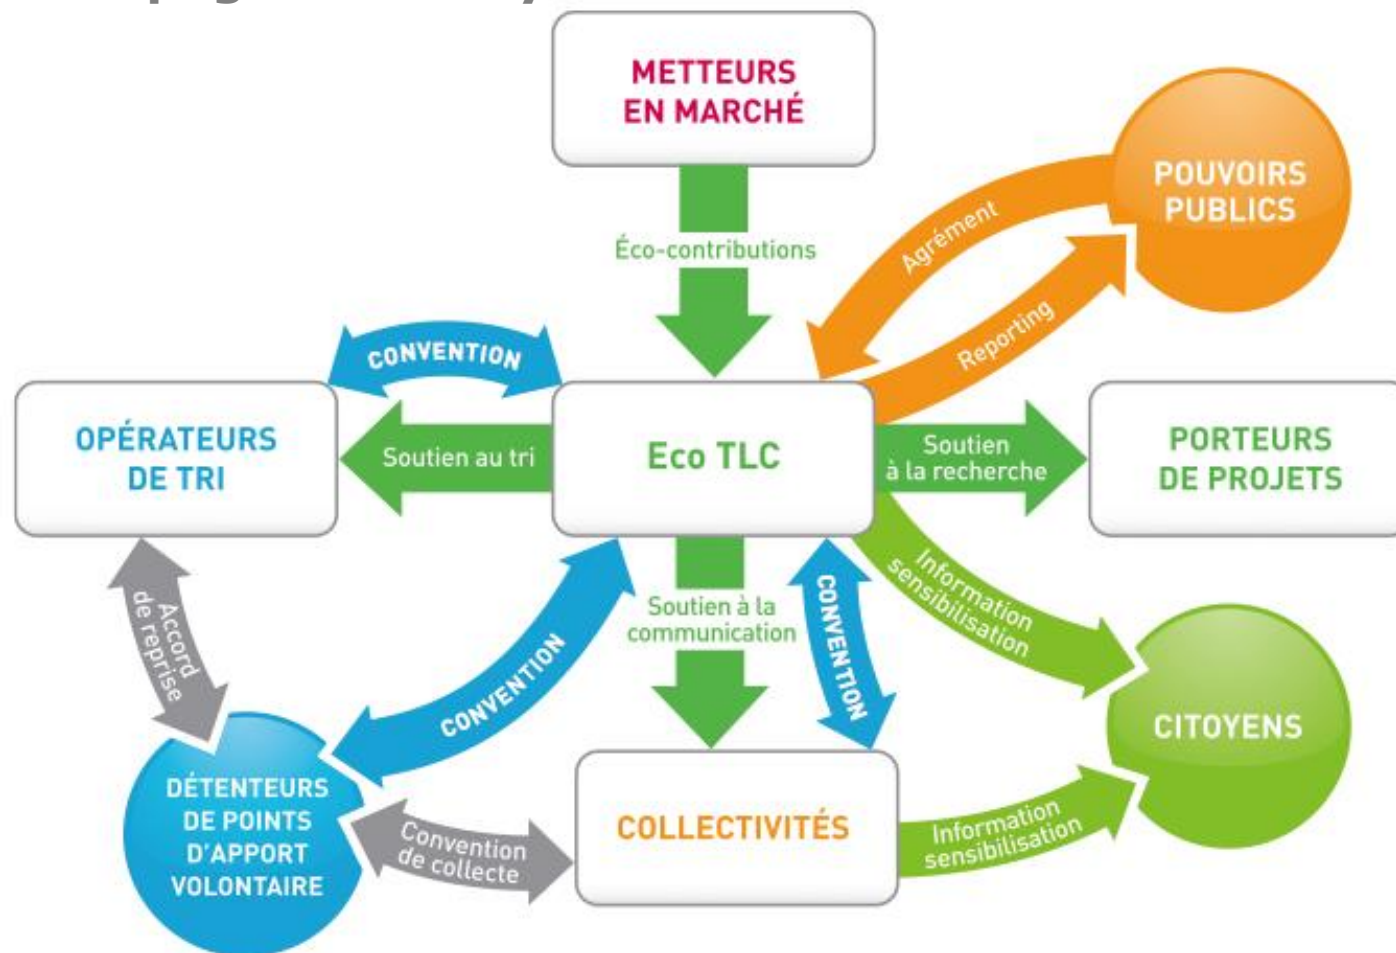 METTEURS
EN MARCHÉ
POUVOIRS
PUBLICS
Agrément
Éco-contributions
Reporting
CONVENTION
OPÉRATEURS
DE TRI
Soutien au tri
Eco TLC
Soutien
à la recherche
PORTEURS
DE PROJETS
Accord
de reprise
CONVENTION
Soutien à la
communication
CONVENTION
Information
sensibilisation
CITOYENS
DÉTENTEURS
DE POINTS
D'APPORT
VOLONTAIRE
Convention
de collecte
COLLECTIVITÉS
Information
sensibilisation